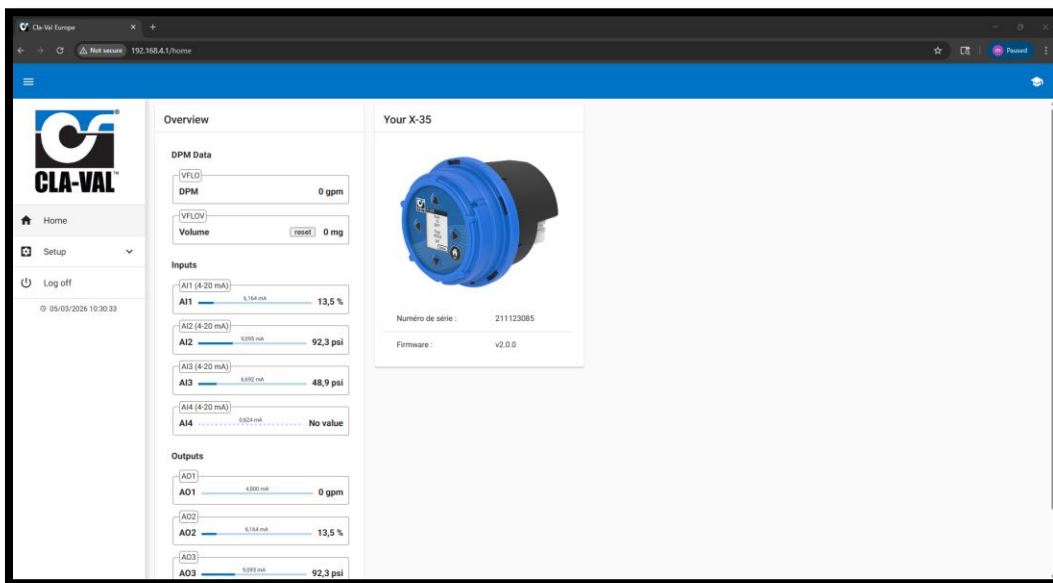 Cla-Val Europe
Not secure 192.168.4.1/home
Paused
CLA-VAL™
Home
Setup
Log off
05/03/2026 10:30:33
Overview
DPM Data
VFLO
DPM 0 gpm
VFLOV
Volume reset 0 mg
Inputs
AI1 (4-20 mA)
AI1 6,164 mA 13,5 %
AI2 (4-20 mA)
AI2 9,095 mA 92,3 psi
AI3 (4-20 mA)
AI3 6,692 mA 48,9 psi
AI4 (4-20 mA)
AI4 0,624 mA No value
Outputs
AO1
AO1 4,000 mA 0 gpm
AO2
AO2 6,164 mA 13,5 %
AO3
AO3 9,093 mA 92,3 psi
Your X-35
Numéro de série : 211123085
Firmware : v2.0.0